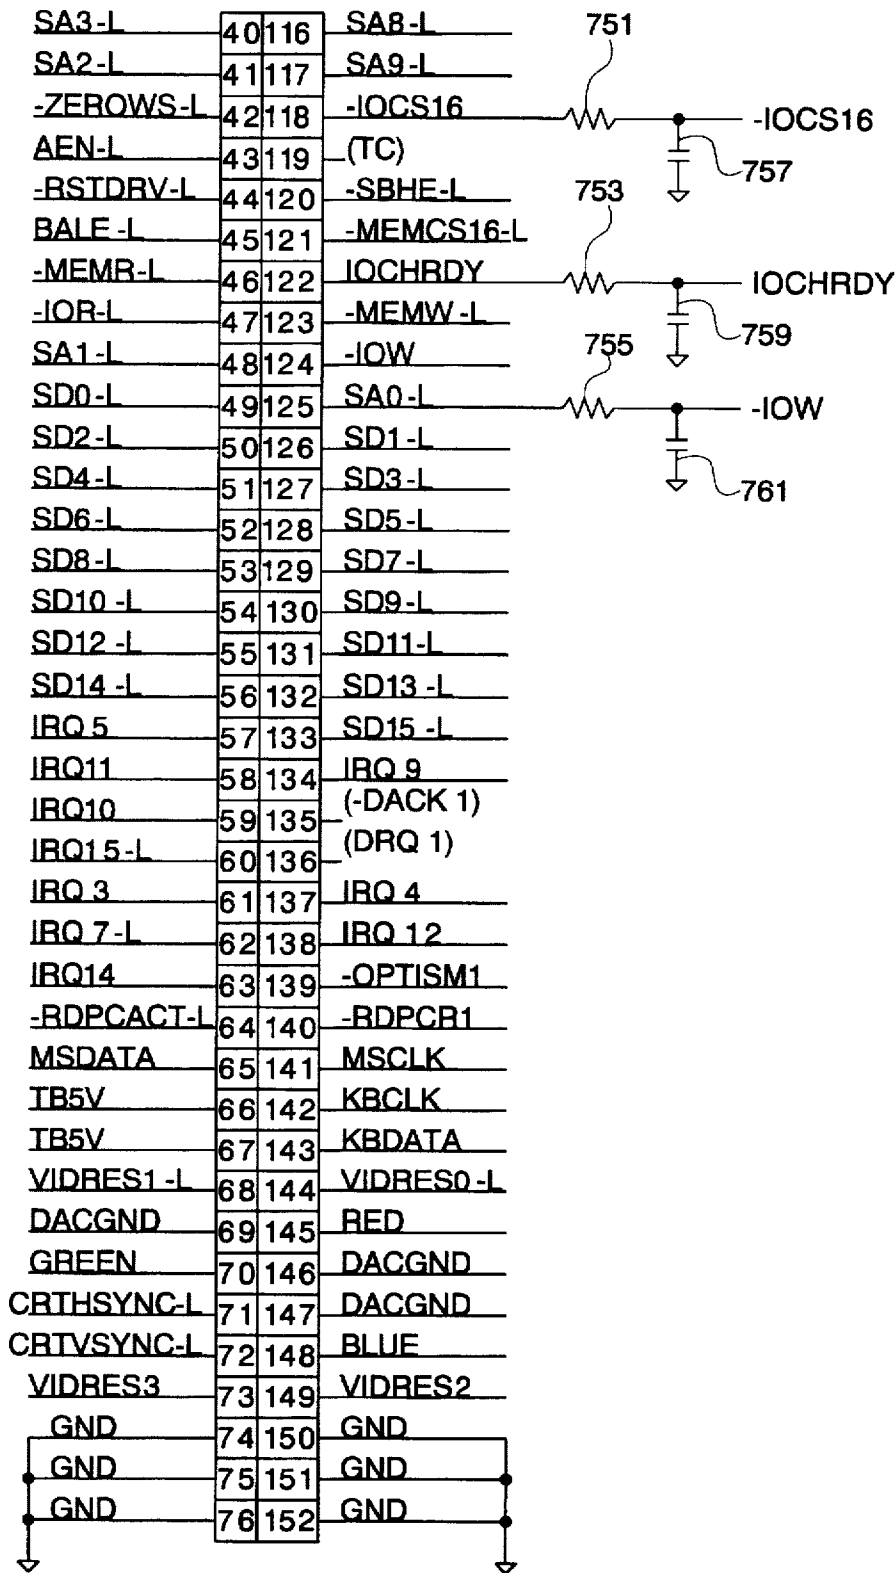 SA3-L 40 116 SA8-L 751
SA2-L 41 117 SA9-L
-ZEROWS-L 42 118 -IOCS16 -IOCS16
AEN-L 43 119 (TC) 757
-RSTDRV-L 44 120 -SBHE-L 753
BALE-L 45 121 -MEMCS16-L
-MEMR-L 46 122 IOCHRDY IOCHRDY
-IOR-L 47 123 -MEMW-L 759
SA1-L 48 124 -IOW 755
SD0-L 49 125 SA0-L -IOW
SD2-L 50 126 SD1-L
SD4-L 51 127 SD3-L 761
SD6-L 52 128 SD5-L
SD8-L 53 129 SD7-L
SD10-L 54 130 SD9-L
SD12-L 55 131 SD11-L
SD14-L 56 132 SD13-L
IRQ 5 57 133 SD15-L
IRQ11 58 134 IRQ 9
IRQ10 59 135 (-DACK 1)
IRQ15-L 60 136 (DRQ 1)
IRQ 3 61 137 IRQ 4
IRQ 7-L 62 138 IRQ 12
IRQ14 63 139 -OPTISM1
-RDPCACT-L 64 140 -RDPCR1
MSDATA 65 141 MSCLK
TB5V 66 142 KBCLK
TB5V 67 143 KBDATA
VIDRES1-L 68 144 VIDRES0-L
DACGND 69 145 RED
GREEN 70 146 DACGND
CRTHSYNC-L 71 147 DACGND
CRTVSYNC-L 72 148 BLUE
VIDRES3 73 149 VIDRES2
GND 74 150 GND
GND 75 151 GND
GND 76 152 GND